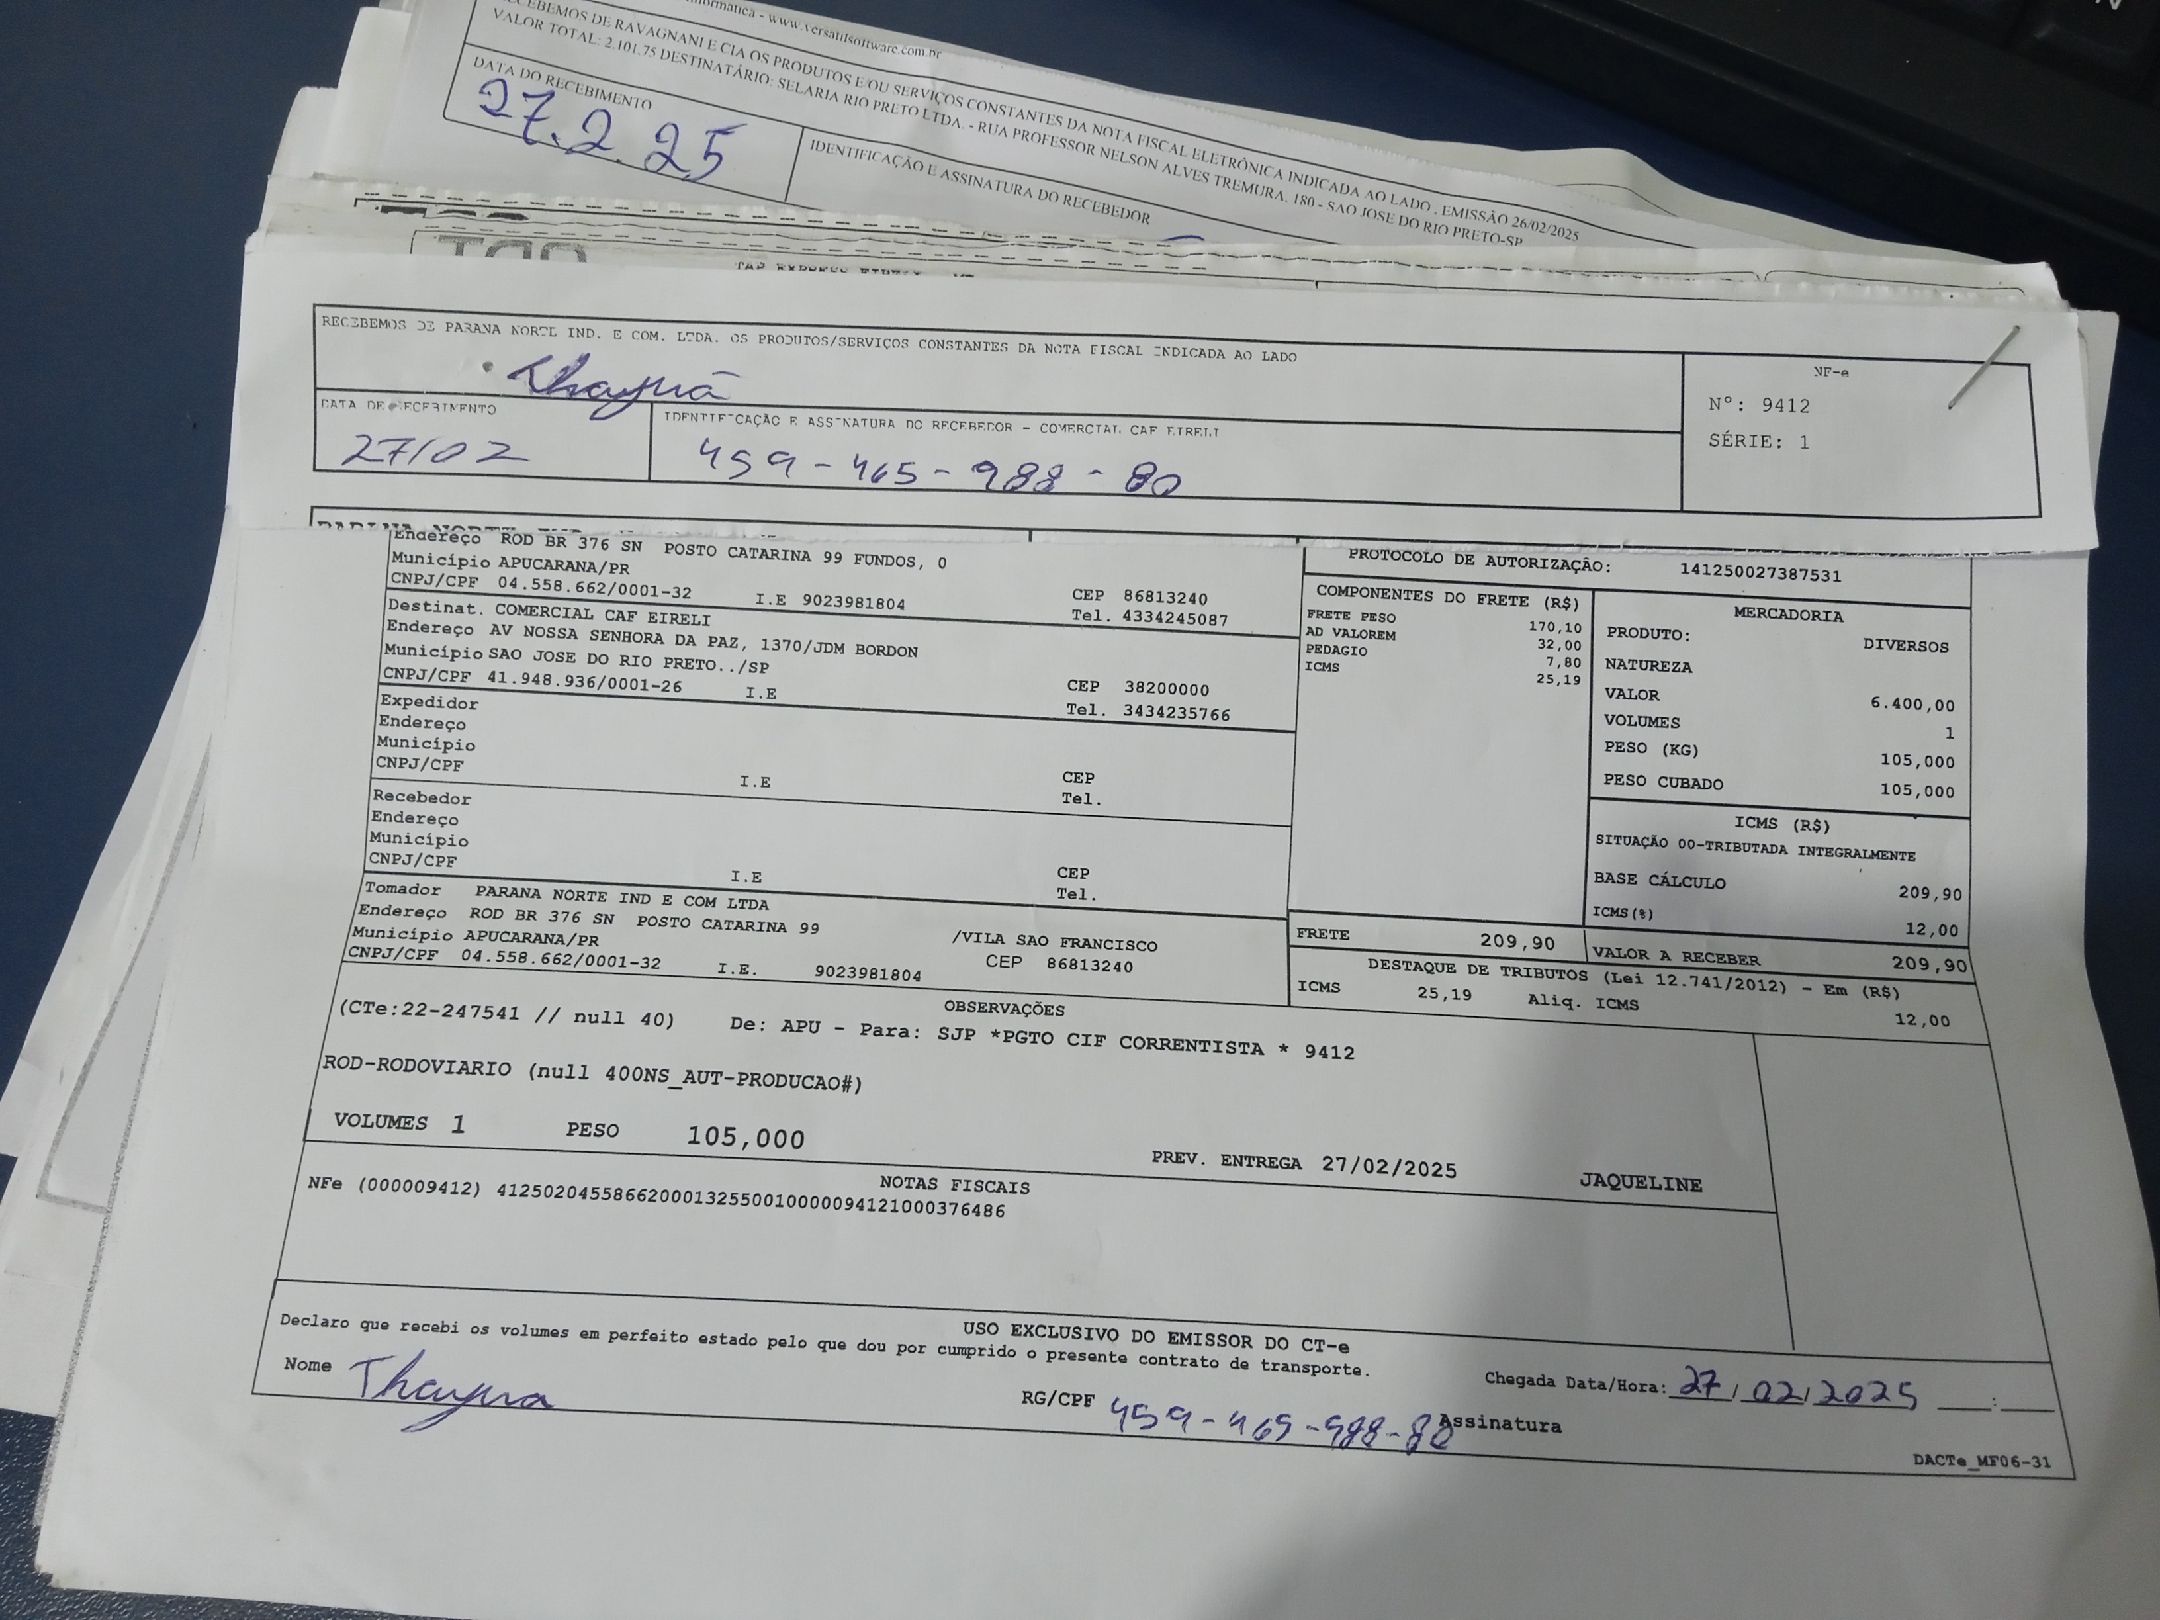 www.versatilsoftware.com.br
CEBEMOS DE RAVAGNANI E CIA OS PRODUTOS E/OU SERVIÇOS CONSTANTES DA NOTA FISCAL ELETRÔNICA INDICADA AO LADO . EMISSÃO 26/02/2025
VALOR TOTAL: 2.101,75 DESTINATÁRIO: SELARIA RIO PRETO LTDA. - RUA PROFESSOR NELSON ALVES TREMURA, 180 - SAO JOSE DO RIO PRETO-SP
DATA DO RECEBIMENTO
27.2.25
IDENTIFICAÇÃO E ASSINATURA DO RECEBEDOR
RECEBEMOS DE PARANA NORTE IND. E COM. LTDA. OS PRODUTOS/SERVIÇOS CONSTANTES DA NOTA FISCAL INDICADA AO LADO
NF-e
Nº: 9412
SÉRIE: 1
DATA DE RECEBIMENTO
IDENTIFICAÇÃO E ASSINATURA DO RECEBEDOR - COMERCIAL CAF EIRELI
27/02
459-465-988-80
Endereço ROD BR 376 SN POSTO CATARINA 99 FUNDOS, 0
Município APUCARANA/PR
CEP 86813240
CNPJ/CPF 04.558.662/0001-32 I.E 9023981804
Tel. 4334245087
Destinat. COMERCIAL CAF EIRELI
Endereço AV NOSSA SENHORA DA PAZ, 1370/JDM BORDON
Município SAO JOSE DO RIO PRETO../SP
CEP 38200000
CNPJ/CPF 41.948.936/0001-26 I.E
Tel. 3434235766
Expedidor
Endereço
Município
CEP
CNPJ/CPF I.E
Tel.
Recebedor
Endereço
Município
CEP
CNPJ/CPF I.E
Tel.
Tomador PARANA NORTE IND E COM LTDA
Endereço ROD BR 376 SN POSTO CATARINA 99 /VILA SAO FRANCISCO
Município APUCARANA/PR CEP 86813240
CNPJ/CPF 04.558.662/0001-32 I.E. 9023981804
PROTOCOLO DE AUTORIZAÇÃO: 141250027387531
COMPONENTES DO FRETE (R$)
FRETE PESO 170,10
AD VALOREM 32,00
PEDAGIO 7,80
ICMS 25,19
MERCADORIA
PRODUTO: DIVERSOS
NATUREZA
VALOR 6.400,00
VOLUMES 1
PESO (KG) 105,000
PESO CUBADO 105,000
ICMS (R$)
SITUAÇÃO 00-TRIBUTADA INTEGRALMENTE
BASE CÁLCULO 209,90
ICMS(%) 12,00
FRETE 209,90
VALOR A RECEBER 209,90
DESTAQUE DE TRIBUTOS (Lei 12.741/2012) - Em (R$)
ICMS 25,19 Aliq. ICMS 12,00
OBSERVAÇÕES
(CTe:22-247541 // null 40) De: APU - Para: SJP *PGTO CIF CORRENTISTA * 9412
ROD-RODOVIARIO (null 400NS_AUT-PRODUCAO#)
VOLUMES 1 PESO 105,000
PREV. ENTREGA 27/02/2025 JAQUELINE
NOTAS FISCAIS
NFe (000009412) 41250204558662000132550010000094121000376486
USO EXCLUSIVO DO EMISSOR DO CT-e
Declaro que recebi os volumes em perfeito estado pelo que dou por cumprido o presente contrato de transporte.
Nome
RG/CPF 459-465-988-80
Assinatura
Chegada Data/Hora: 27/02/2025 :
DACTe_MF06-31